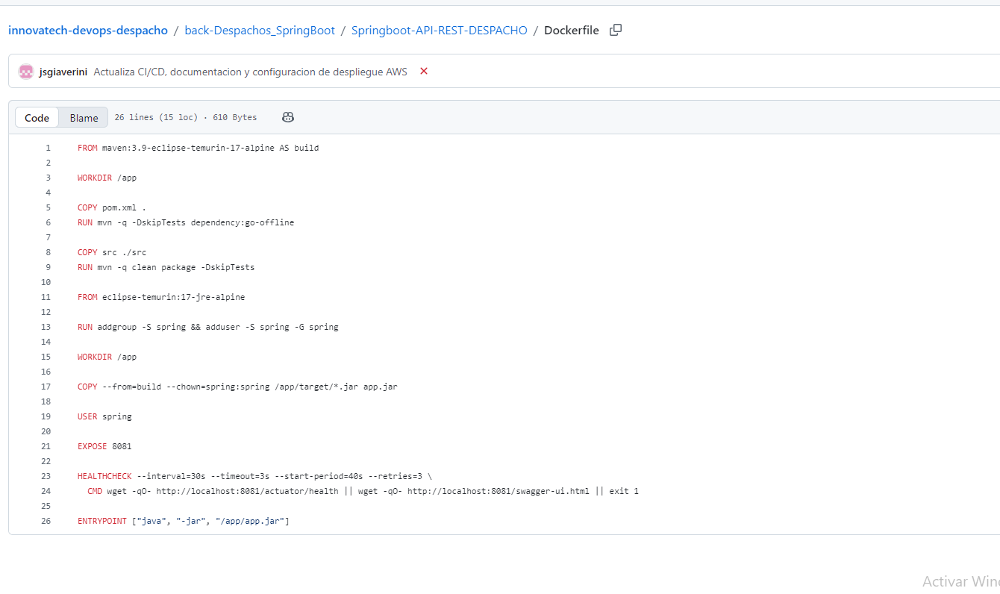 innovatech-devops-despacho / back-Despachos_SpringBoot / Springboot-API-REST-DESPACHO / Dockerfile
jsgiaverini Actualiza CI/CD, documentacion y configuracion de despliegue AWS
Code Blame 26 lines (15 loc) · 610 Bytes
1 FROM maven:3.9-eclipse-temurin-17-alpine AS build
2
3 WORKDIR /app
4
5 COPY pom.xml .
6 RUN mvn -q -DskipTests dependency:go-offline
7
8 COPY src ./src
9 RUN mvn -q clean package -DskipTests
10
11 FROM eclipse-temurin:17-jre-alpine
12
13 RUN addgroup -S spring && adduser -S spring -G spring
14
15 WORKDIR /app
16
17 COPY --from=build --chown=spring:spring /app/target/*.jar app.jar
18
19 USER spring
20
21 EXPOSE 8081
22
23 HEALTHCHECK --interval=30s --timeout=3s --start-period=40s --retries=3 \
24 CMD wget -qO- http://localhost:8081/actuator/health || wget -qO- http://localhost:8081/swagger-ui.html || exit 1
25
26 ENTRYPOINT ["java", "-jar", "/app/app.jar"]
Activar Win